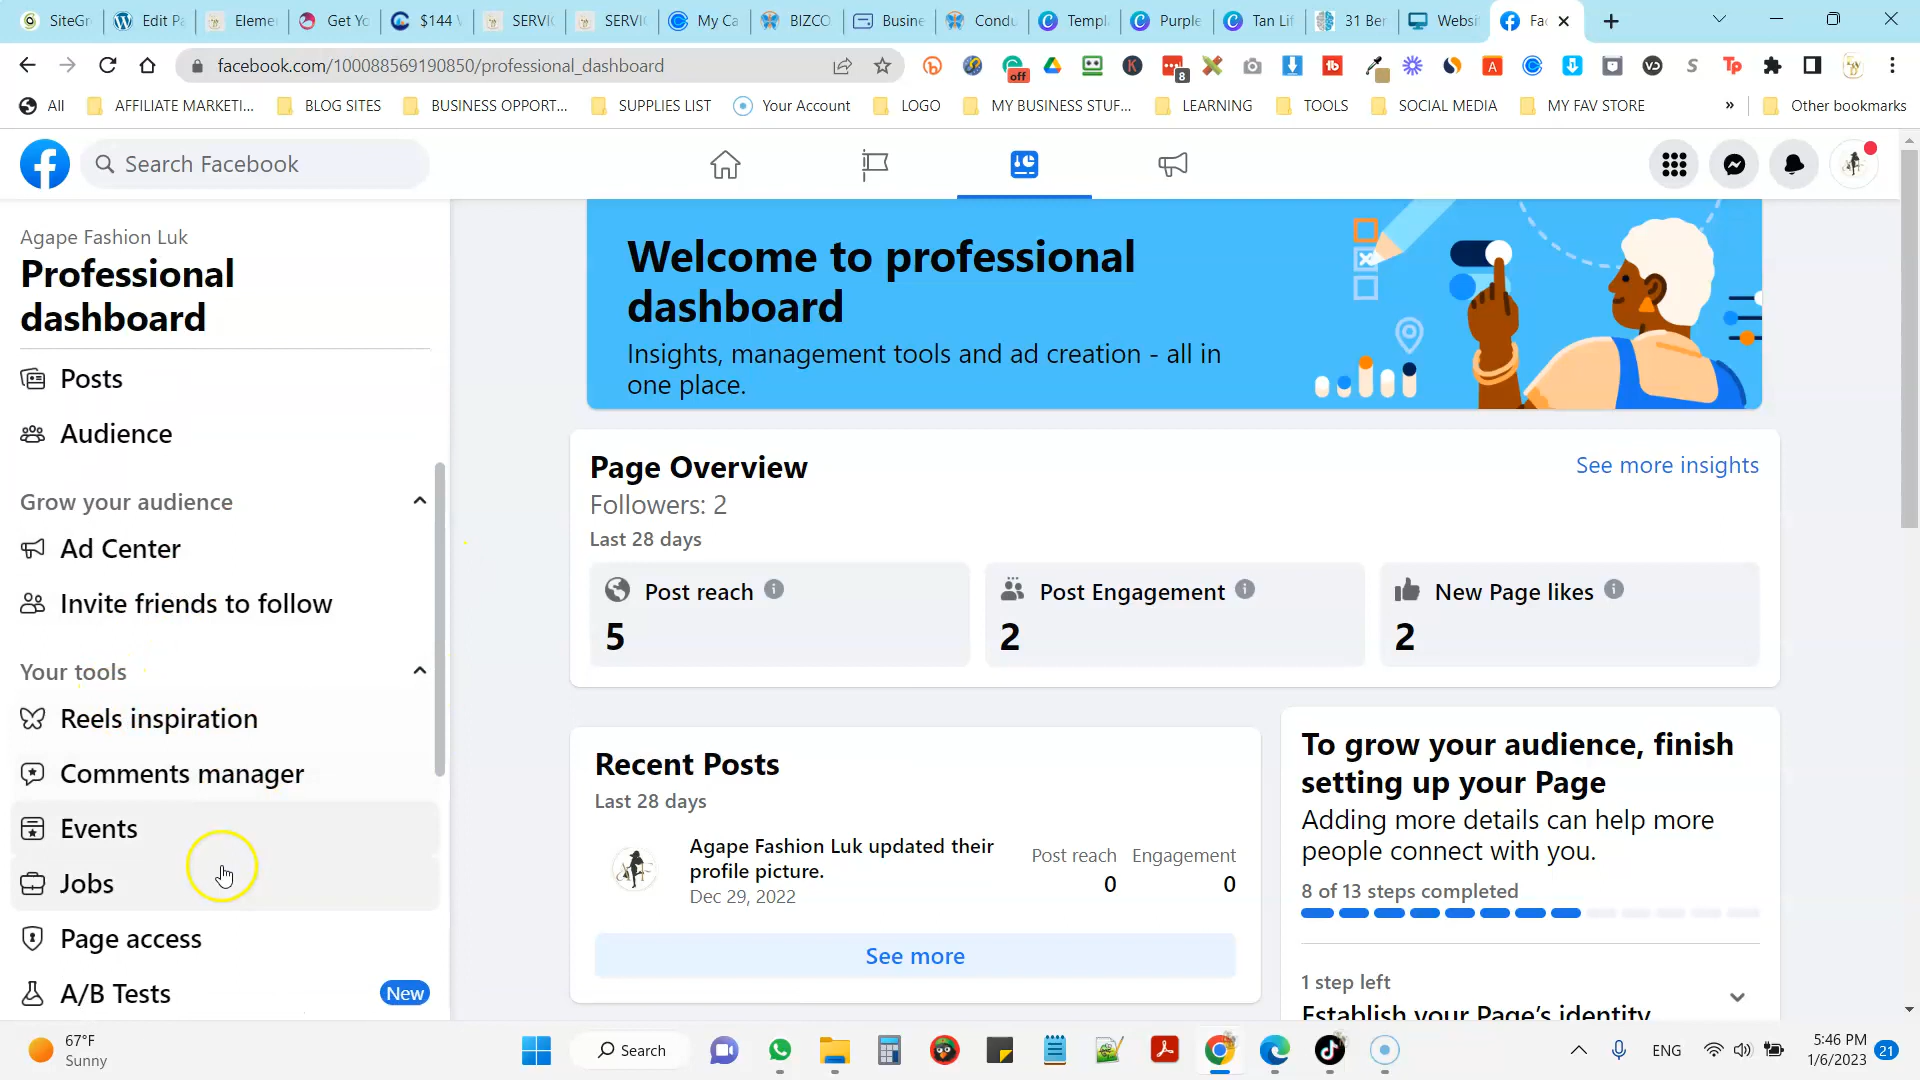 SiteGr
Edit Pa
Eleme
Get Yo
$144 V
SERVIC
SERVIC
My Ca
BIZCO
Busine
Condu
Templ
Purple
Tan Lif
31 Ber
Websi
Fac
facebook.com/100088569190850/professional_dashboard
off
8
All
AFFILIATE MARKETI...
BLOG SITES
BUSINESS OPPORT...
SUPPLIES LIST
Your Account
LOGO
MY BUSINESS STUF...
LEARNING
TOOLS
SOCIAL MEDIA
MY FAV STORE
»
Other bookmarks
Search Facebook
Agape Fashion Luk
Professional
dashboard
Posts
Audience
Grow your audience
Ad Center
Invite friends to follow
Your tools
Reels inspiration
Comments manager
Events
Jobs
Page access
A/B Tests
New
Welcome to professional
dashboard
Insights, management tools and ad creation - all in
one place.
Page Overview
See more insights
Followers: 2
Last 28 days
Post reach
5
Post Engagement
2
New Page likes
2
Recent Posts
Last 28 days
Agape Fashion Luk updated their
profile picture.
Dec 29, 2022
Post reach
0
Engagement
0
See more
To grow your audience, finish
setting up your Page
Adding more details can help more
people connect with you.
8 of 13 steps completed
1 step left
Establish your Page's identity
67°F
Sunny
Search
ENG
5:46 PM
1/6/2023
21